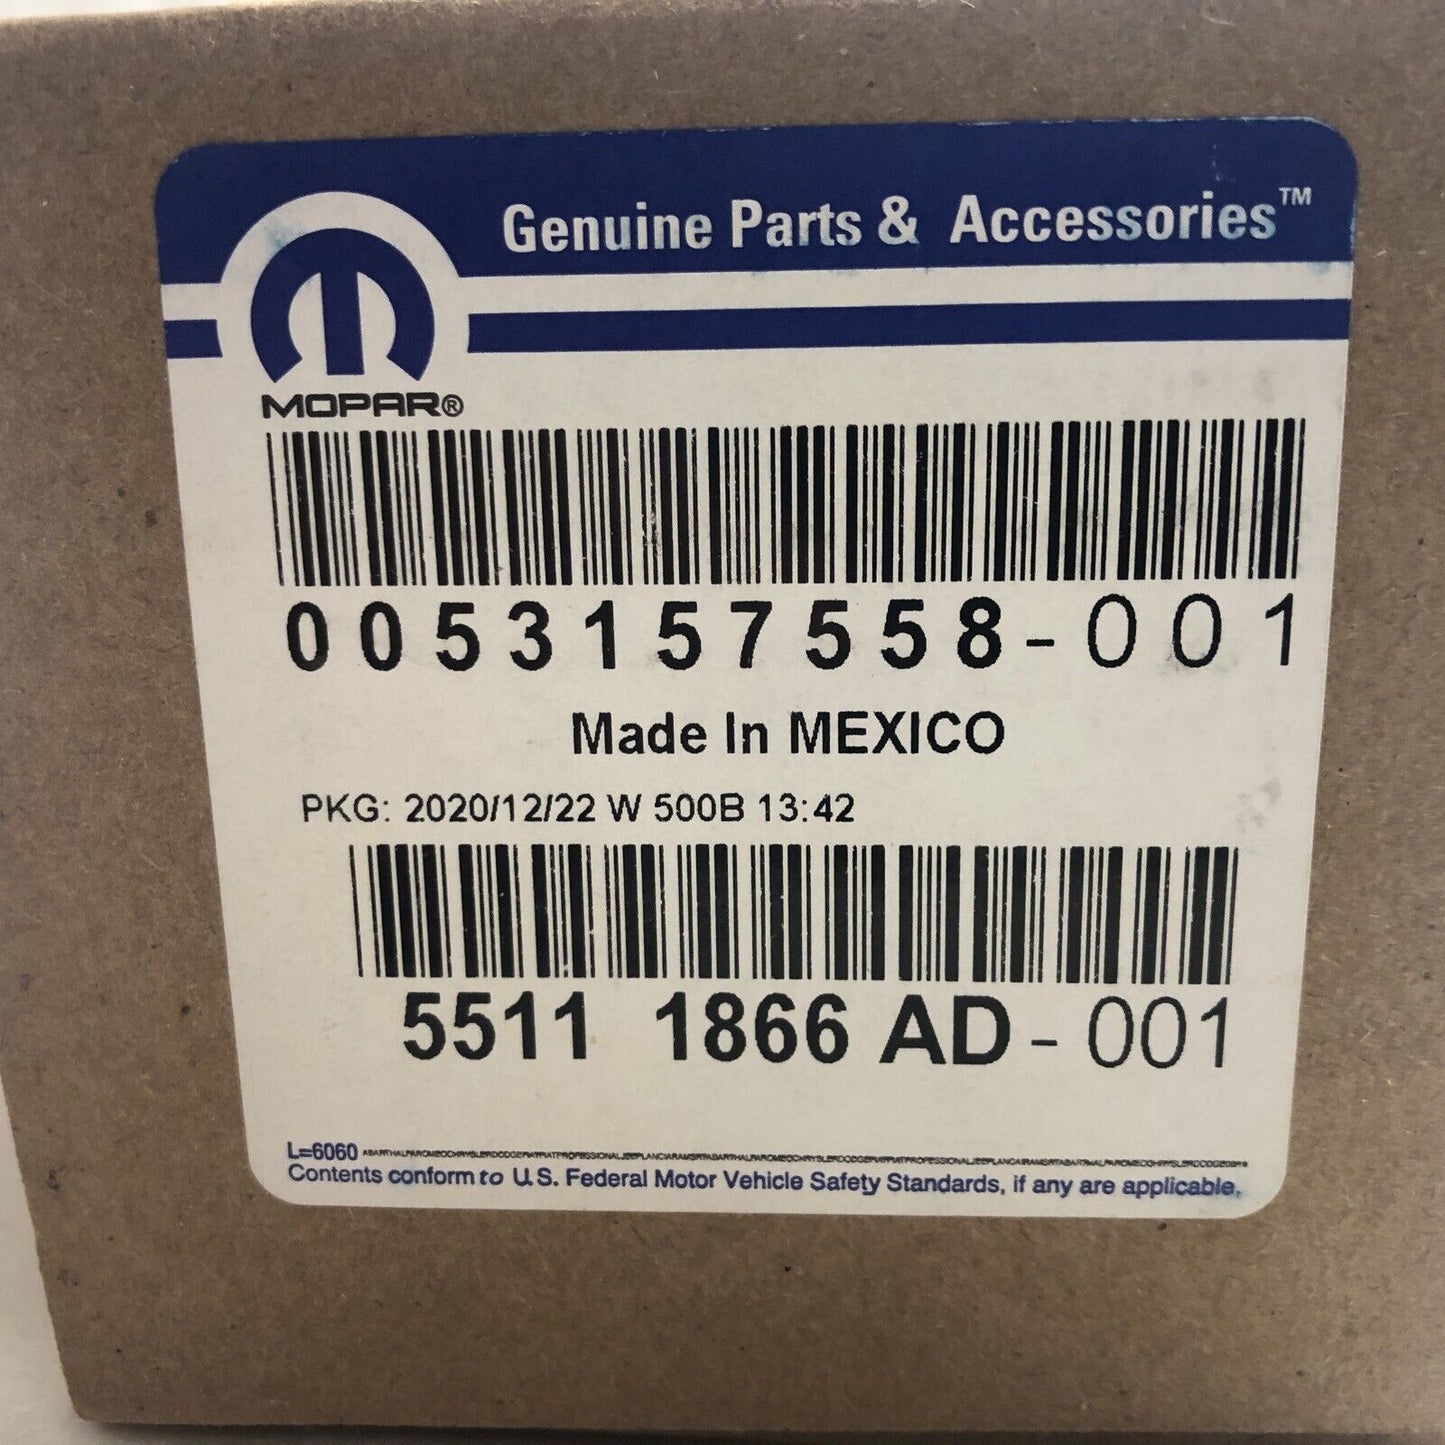 Genuine Parts & Accessories™
MOPAR®
0053157558-001
Made In MEXICO
PKG: 2020/12/22 W 500B 13:42
5511 1866 AD-001
L=6060
Contents conform to U.S. Federal Motor Vehicle Safety Standards, if any are applicable.